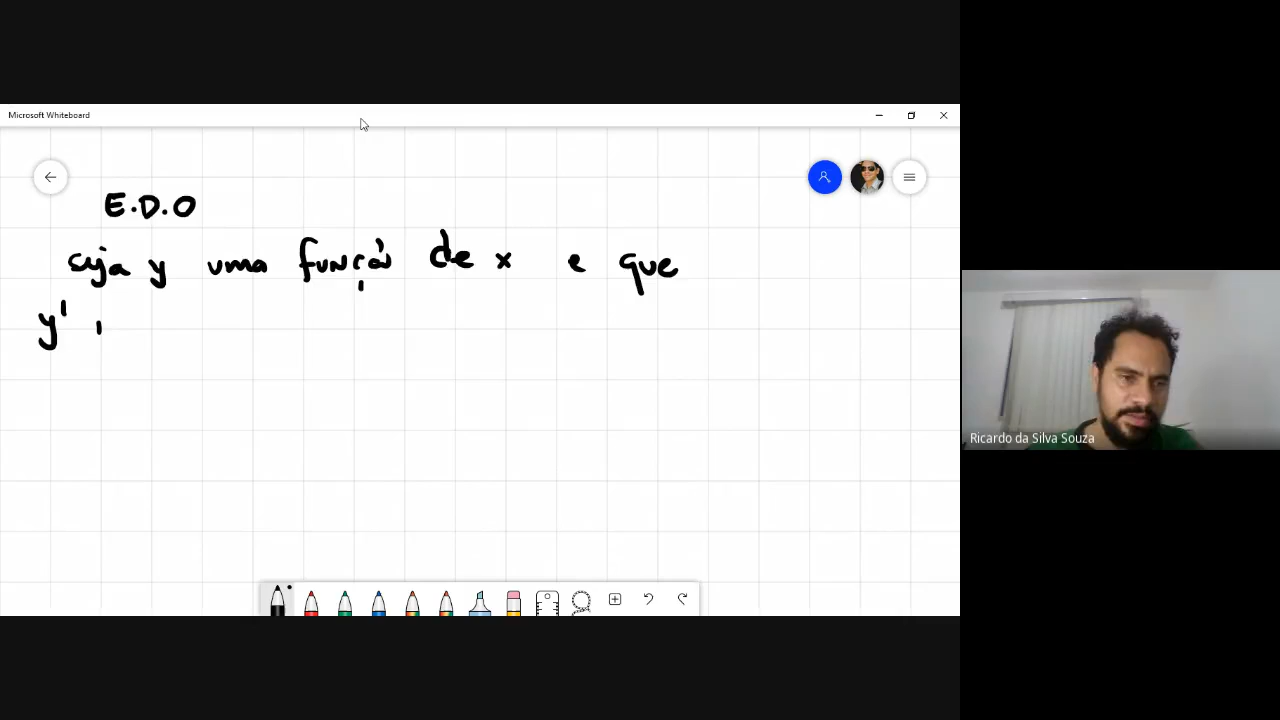 Microsoft Whiteboard
E.D.O
seja y uma função de x e que
y'
Ricardo da Silva Souza